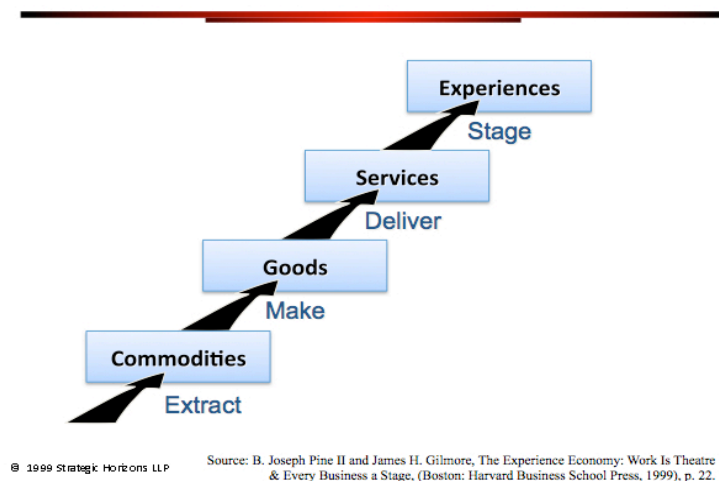 Experiences
Stage
Services
Deliver
Goods
Make
Commodities
Extract
© 1999 Strategic Horizons LLP
Source: B. Joseph Pine II and James H. Gilmore, The Experience Economy: Work Is Theatre
& Every Business a Stage, (Boston: Harvard Business School Press, 1999), p. 22.